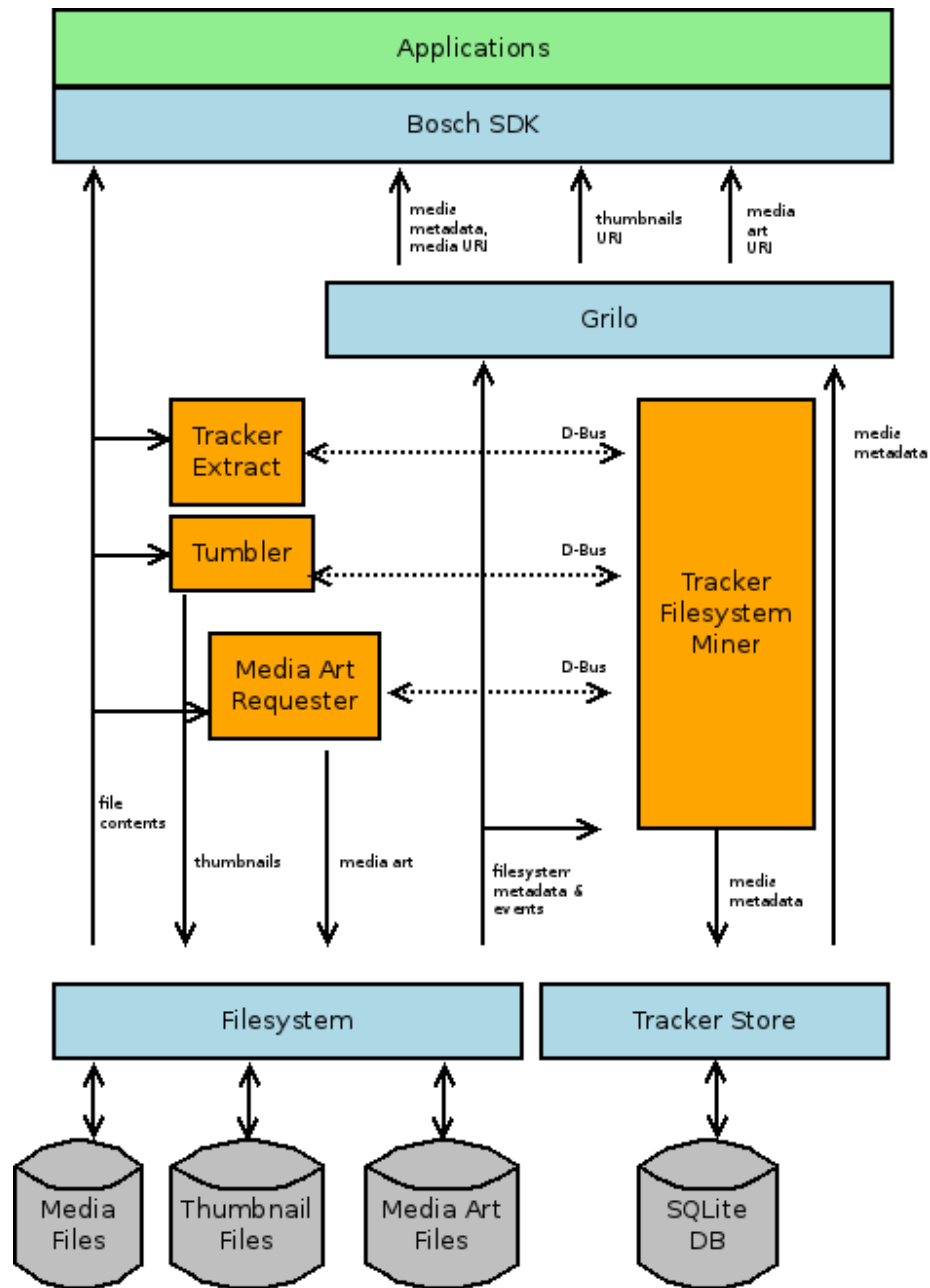 Applications
Bosch SDK
media
metadata,
media URI
thumbnails
URI
media
art
URI
Grilo
Tracker
Extract
D-Bus
media
metadata
Tumbler
D-Bus
Tracker
Filesystem
Miner
Media Art
Requester
D-Bus
file
contents
thumbnails
media art
filesystem
metadata &
events
media
metadata
Filesystem
Tracker Store
Media
Files
Thumbnail
Files
Media Art
Files
SQLite
DB